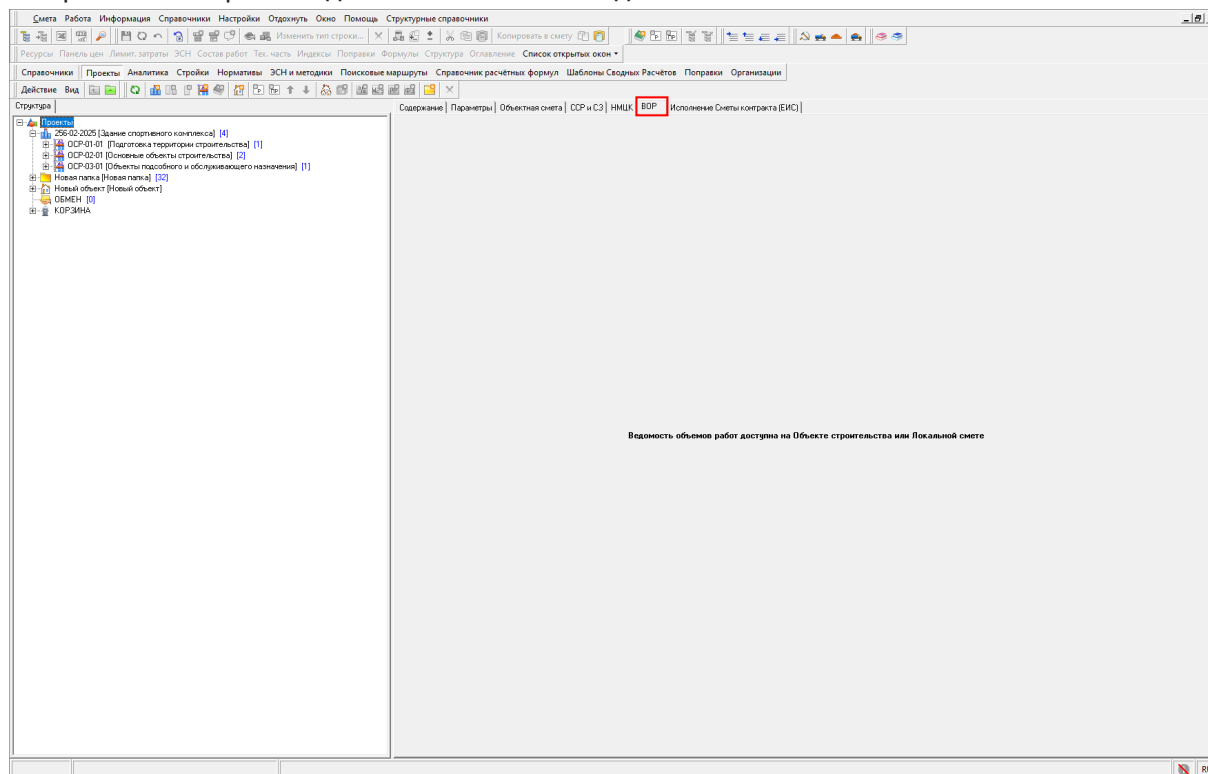 Смета Работа Информация Справочники Настройки Отдохнуть Окно Помощь Структурные справочники
Изменить тип строки... Копировать в смету
Ресурсы Панель цен Лимит. затраты ЭСН Состав работ Тех. часть Индексы Поправки Формулы Структура Оглавление Список открытых окон
Справочники Проекты Аналитика Стройки Нормативы ЭСН и методики Поисковые маршруты Справочник расчётных формул Шаблоны Сводных Расчётов Поправки Организации
Действие Вид
Структура
Содержание Параметры Объектная смета ССР и СЗ НМЦК ВОР Исполнение Сметы контракта (ЕИС)
Проекты
256-02-2025 [Здание спортивного комплекса] [4]
ОСР-01-01 [Подготовка территории строительства] [1]
ОСР-02-01 [Основные объекты строительства] [2]
ОСР-03-01 [Объекты подсобного и обслуживающего назначения] [1]
Новая папка [Новая папка] [32]
Новый объект [Новый объект]
ОБМЕН [0]
КОРЗИНА
Ведомость объемов работ доступна на Объекте строительства или Локальной смете